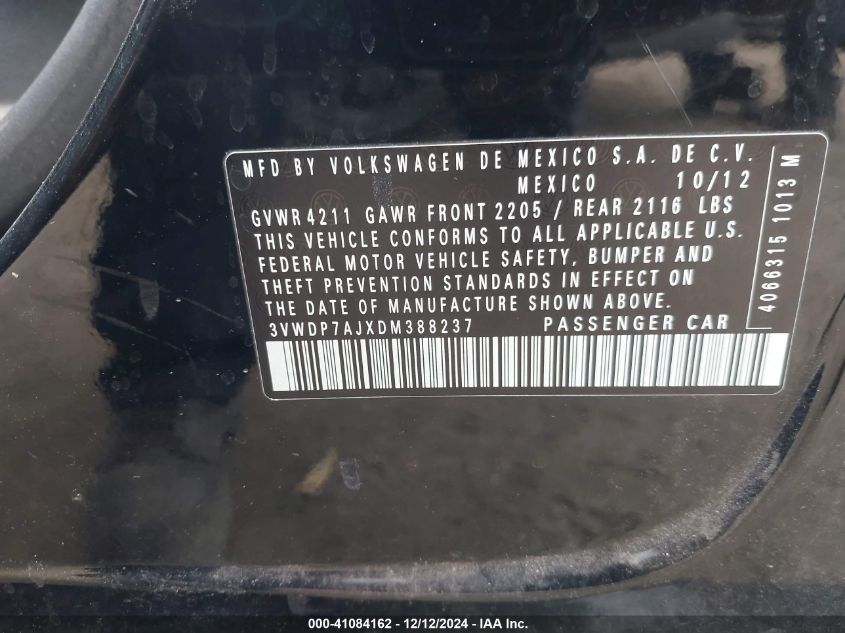 MFD BY VOLKSWAGEN DE MEXICO S.A. DE C.V.
MEXICO 10/12
GVWR 4211 GAWR FRONT 2205 / REAR 2116 LBS
THIS VEHICLE CONFORMS TO ALL APPLICABLE U.S.
FEDERAL MOTOR VEHICLE SAFETY, BUMPER AND
THEFT PREVENTION STANDARDS IN EFFECT ON
THE DATE OF MANUFACTURE SHOWN ABOVE.
3VWDP7AJXDM388237 PASSENGER CAR
4066315 1013 M
000-41084162 - 12/12/2024 - IAA Inc.